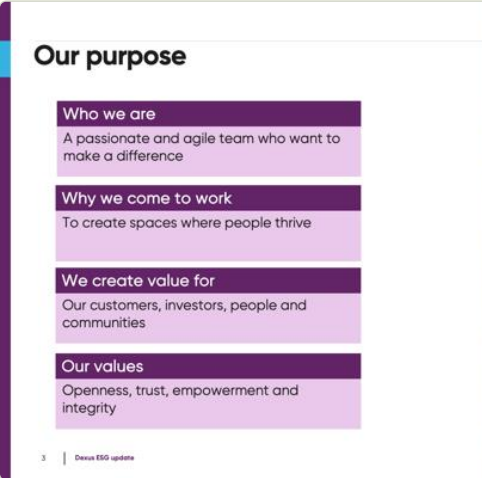 Our purpose
Who we are
A passionate and agile team who want to
make a difference
Why we come to work
To create spaces where people thrive
We create value for
Our customers, investors, people and
communities
Our values
Openness, trust, empowerment and
integrity
3 Dexus ESG update